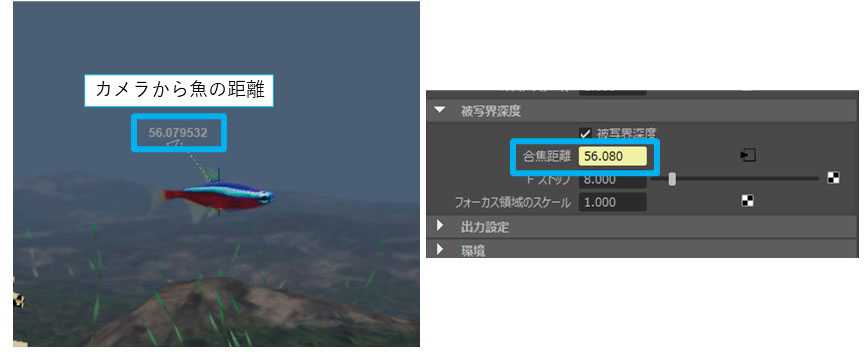 カメラから魚の距離
56.079532
被写界深度
被写界深度
合焦距離 56.080
F ストップ 8.000
フォーカス領域のスケール 1.000
出力設定
環境